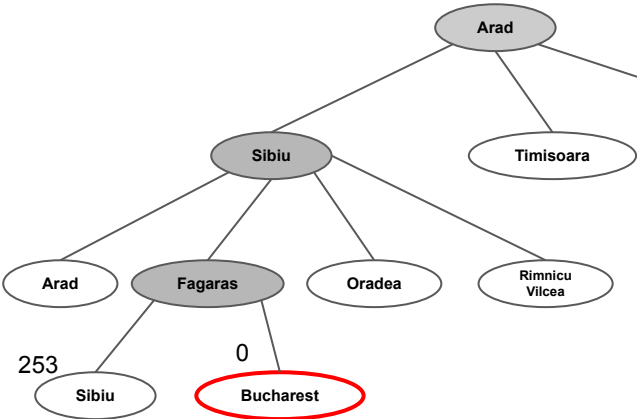 Arad
Sibiu
Timisoara
Arad
Fagaras
Oradea
Rimnicu
Vilcea
253
0
Sibiu
Bucharest